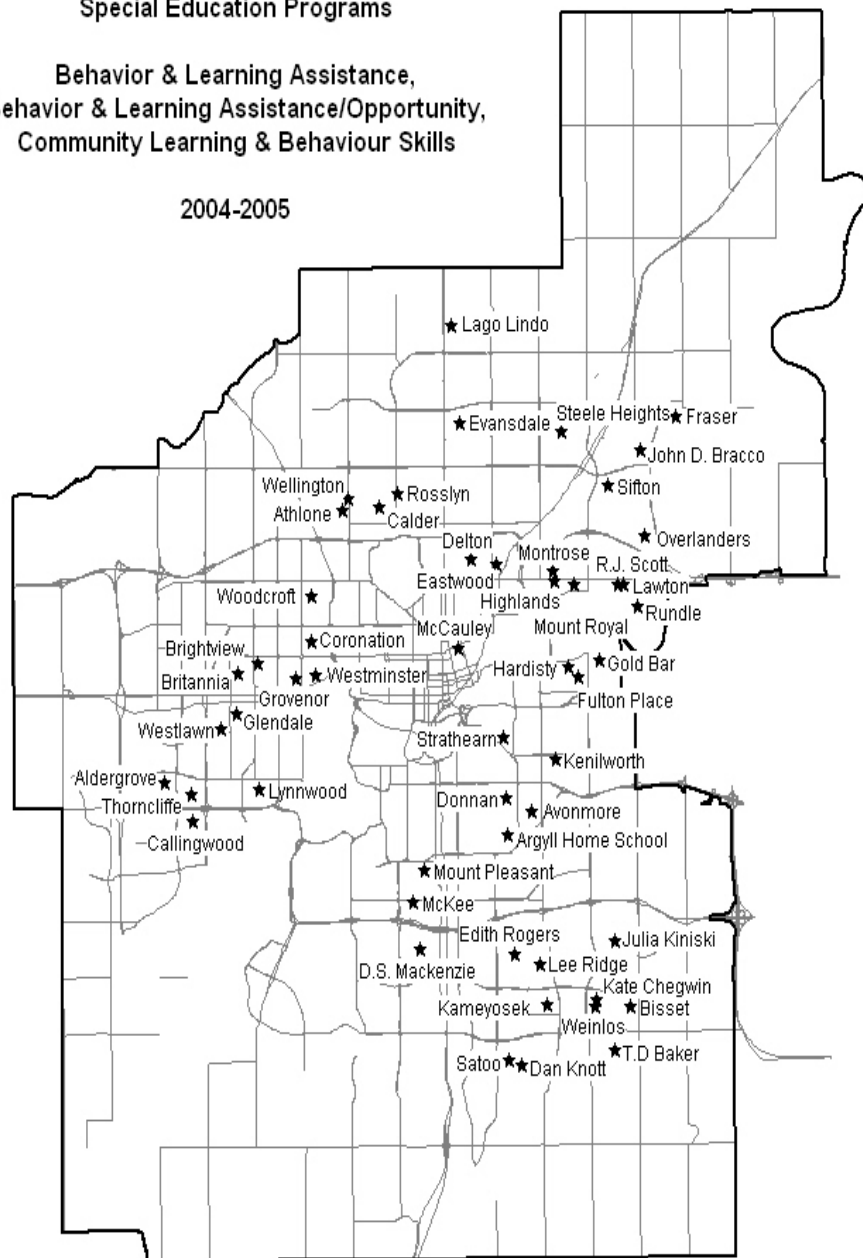 Special Education Programs
Behavior & Learning Assistance,
ehavior & Learning Assistance/Opportunity,
Community Learning & Behaviour Skills
2004-2005
Lago Lindo
Steele Heights
Fraser
Evansdale
John D. Bracco
Wellington
Rosslyn
Sifton
Athlone
Calder
Delton
Montrose
Overlanders
Eastwood
R.J. Scott
Woodcroft
Highlands
Lawton
Rundle
McCauley
Mount Royal
Coronation
Brightview
Westminster
Hardisty
Gold Bar
Britannia
Grovenor
Fulton Place
Glendale
Westlawn
Strathearn
Kenilworth
Aldergrove
Lynnwood
Donnan
Thorncliffe
Avonmore
Callingwood
Argyll Home School
Mount Pleasant
McKee
Edith Rogers
Julia Kiniski
D.S. Mackenzie
Lee Ridge
Kate Chegwin
Kameyosek
Bisset
Weinlos
T.D Baker
Satoo
Dan Knott